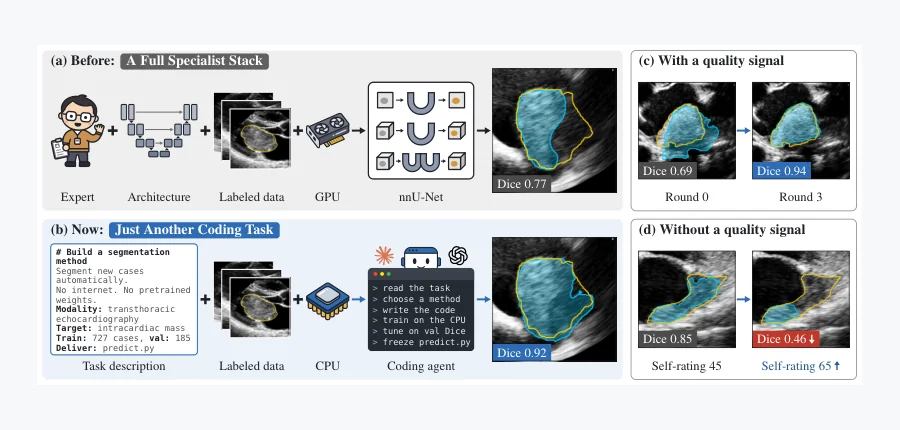 (a) Before: A Full Specialist Stack
Expert
Architecture
Labeled data
GPU
nnU-Net
Dice 0.77
(b) Now: Just Another Coding Task
# Build a segmentation
method
Segment new cases
automatically.
No internet. No pretrained
weights.
Modality: transthoracic
echocardiography
Target: intracardiac mass
Train: 727 cases, val: 185
Deliver: predict.py
Task description
Labeled data
CPU
> read the task
> choose a method
> write the code
> train on the CPU
> tune on val Dice
> freeze predict.py
Coding agent
Dice 0.92
(c) With a quality signal
Dice 0.69
Dice 0.94
Round 0
Round 3
(d) Without a quality signal
Dice 0.85
Dice 0.46⬇
Self-rating 45
Self-rating 65⬆